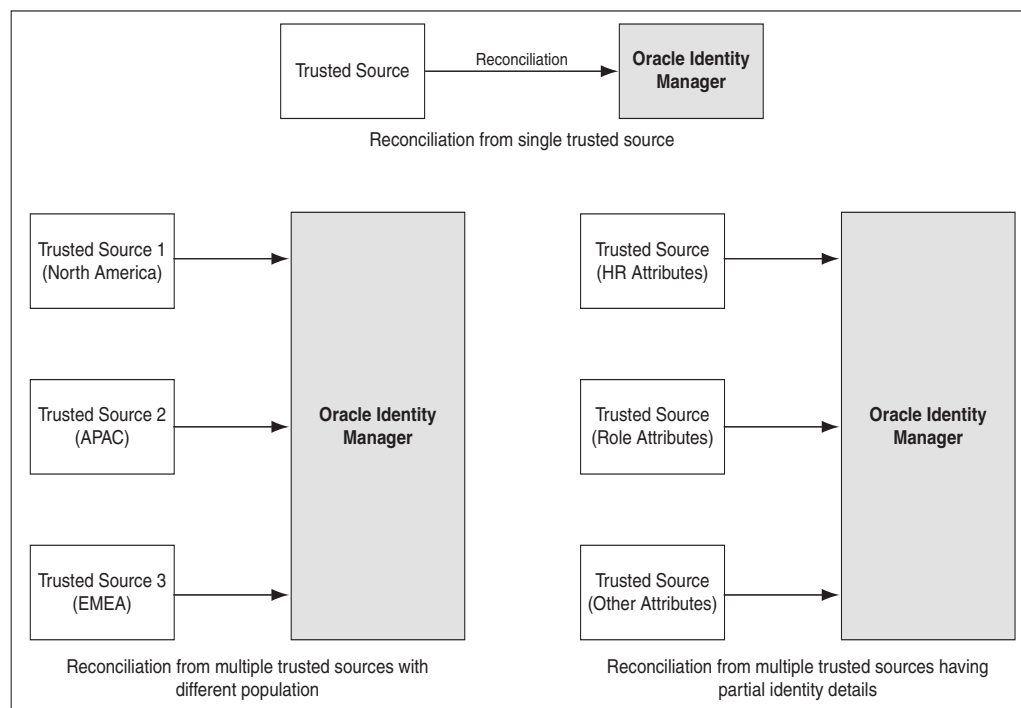 Trusted Source
Reconciliation
Oracle Identity
Manager
Reconciliation from single trusted source
Trusted Source 1
(North America)
Trusted Source 2
(APAC)
Trusted Source 3
(EMEA)
Oracle Identity
Manager
Reconciliation from multiple trusted sources with
different population
Trusted Source
(HR Attributes)
Trusted Source
(Role Attributes)
Trusted Source
(Other Attributes)
Oracle Identity
Manager
Reconciliation from multiple trusted sources having
partial identity details